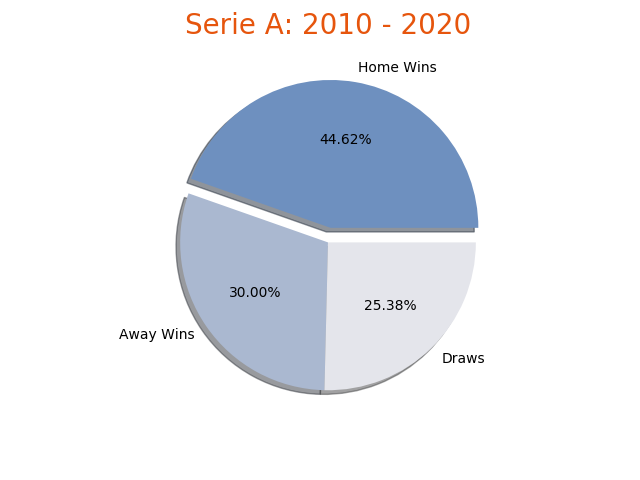 Serie A: 2010 - 2020
Home Wins
44.62%
30.00%
25.38%
Away Wins
Draws